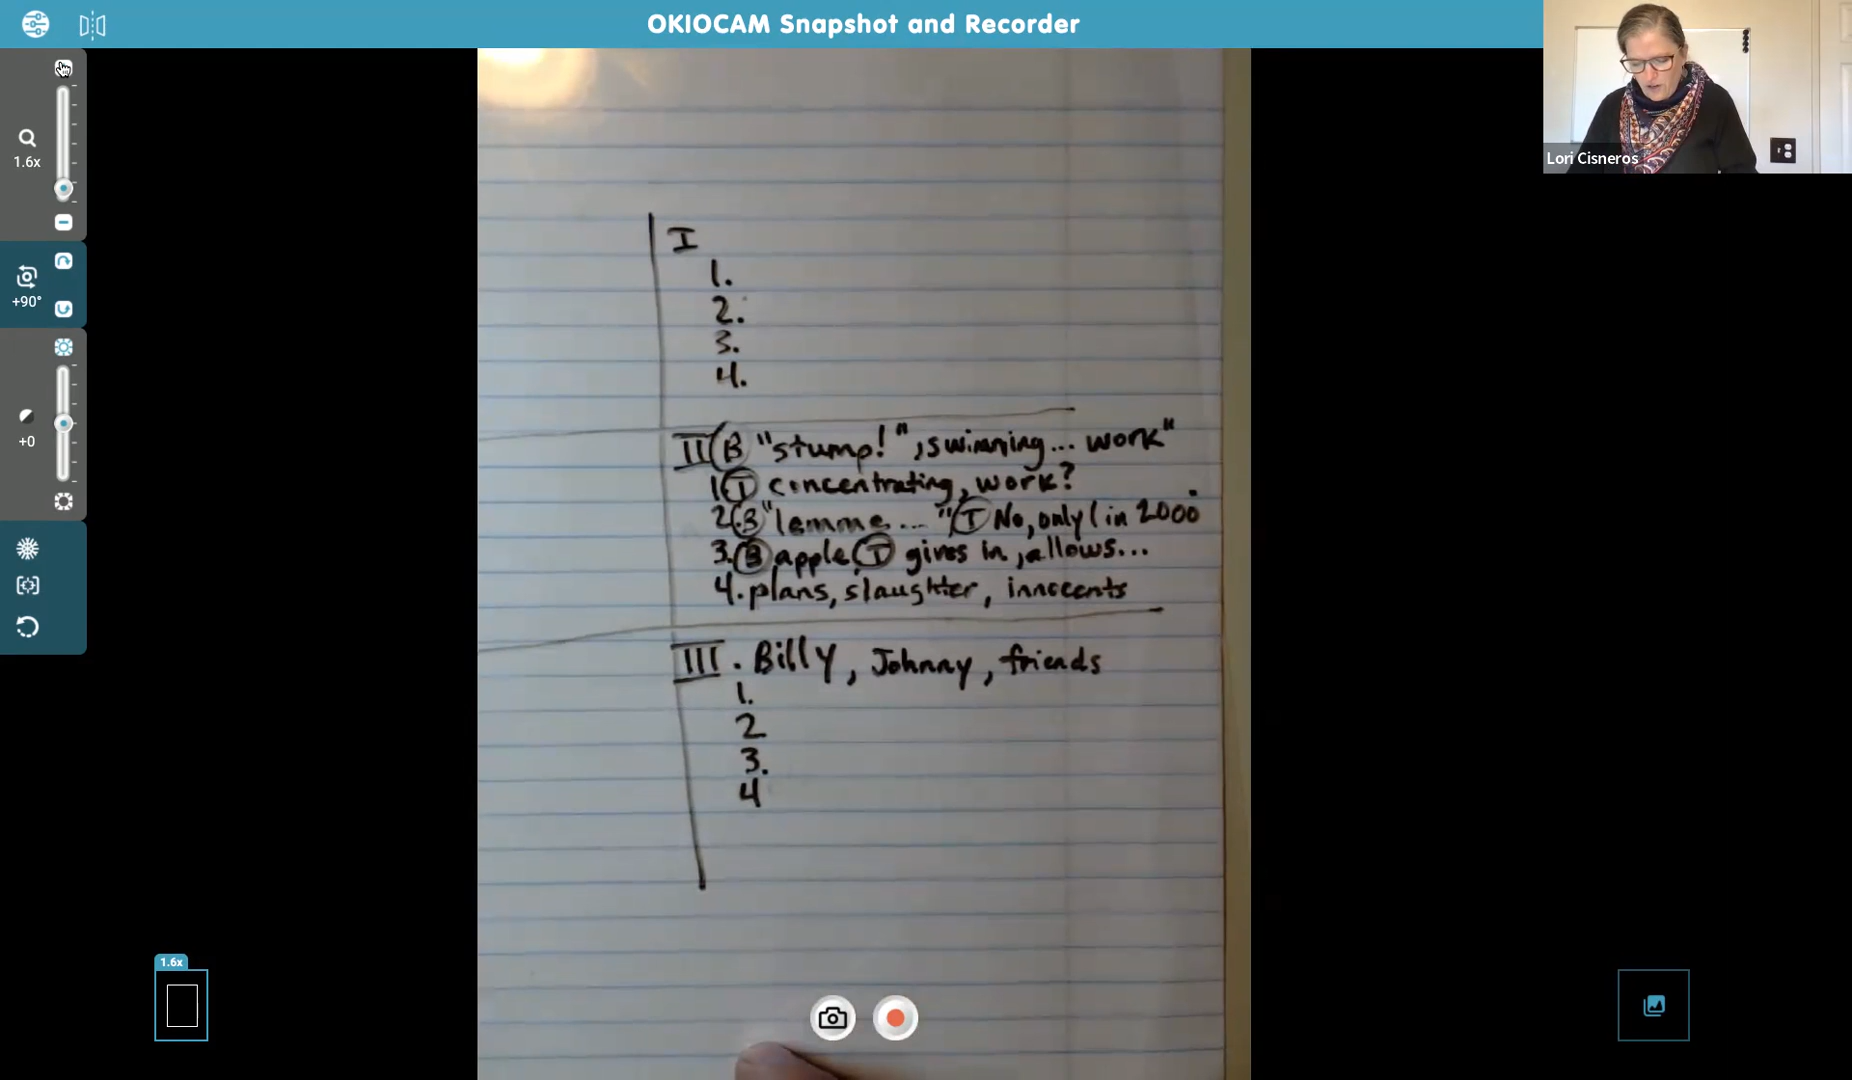 OKIOCAM Snapshot and Recorder
1.6x
Lori Cisneros
+90°
+0
I
1.
2.
3.
4.
II (B "stump!", swimming... work"
1 (T) concentrating, work?
2.(B) "lemme ... " (T) No, only 1 in 2000
3. (B) apple, (T) gives in, allows...
4. plans, slaughter, innocents
III. Billy, Johnny, friends
1.
2
3.
4
1.6x